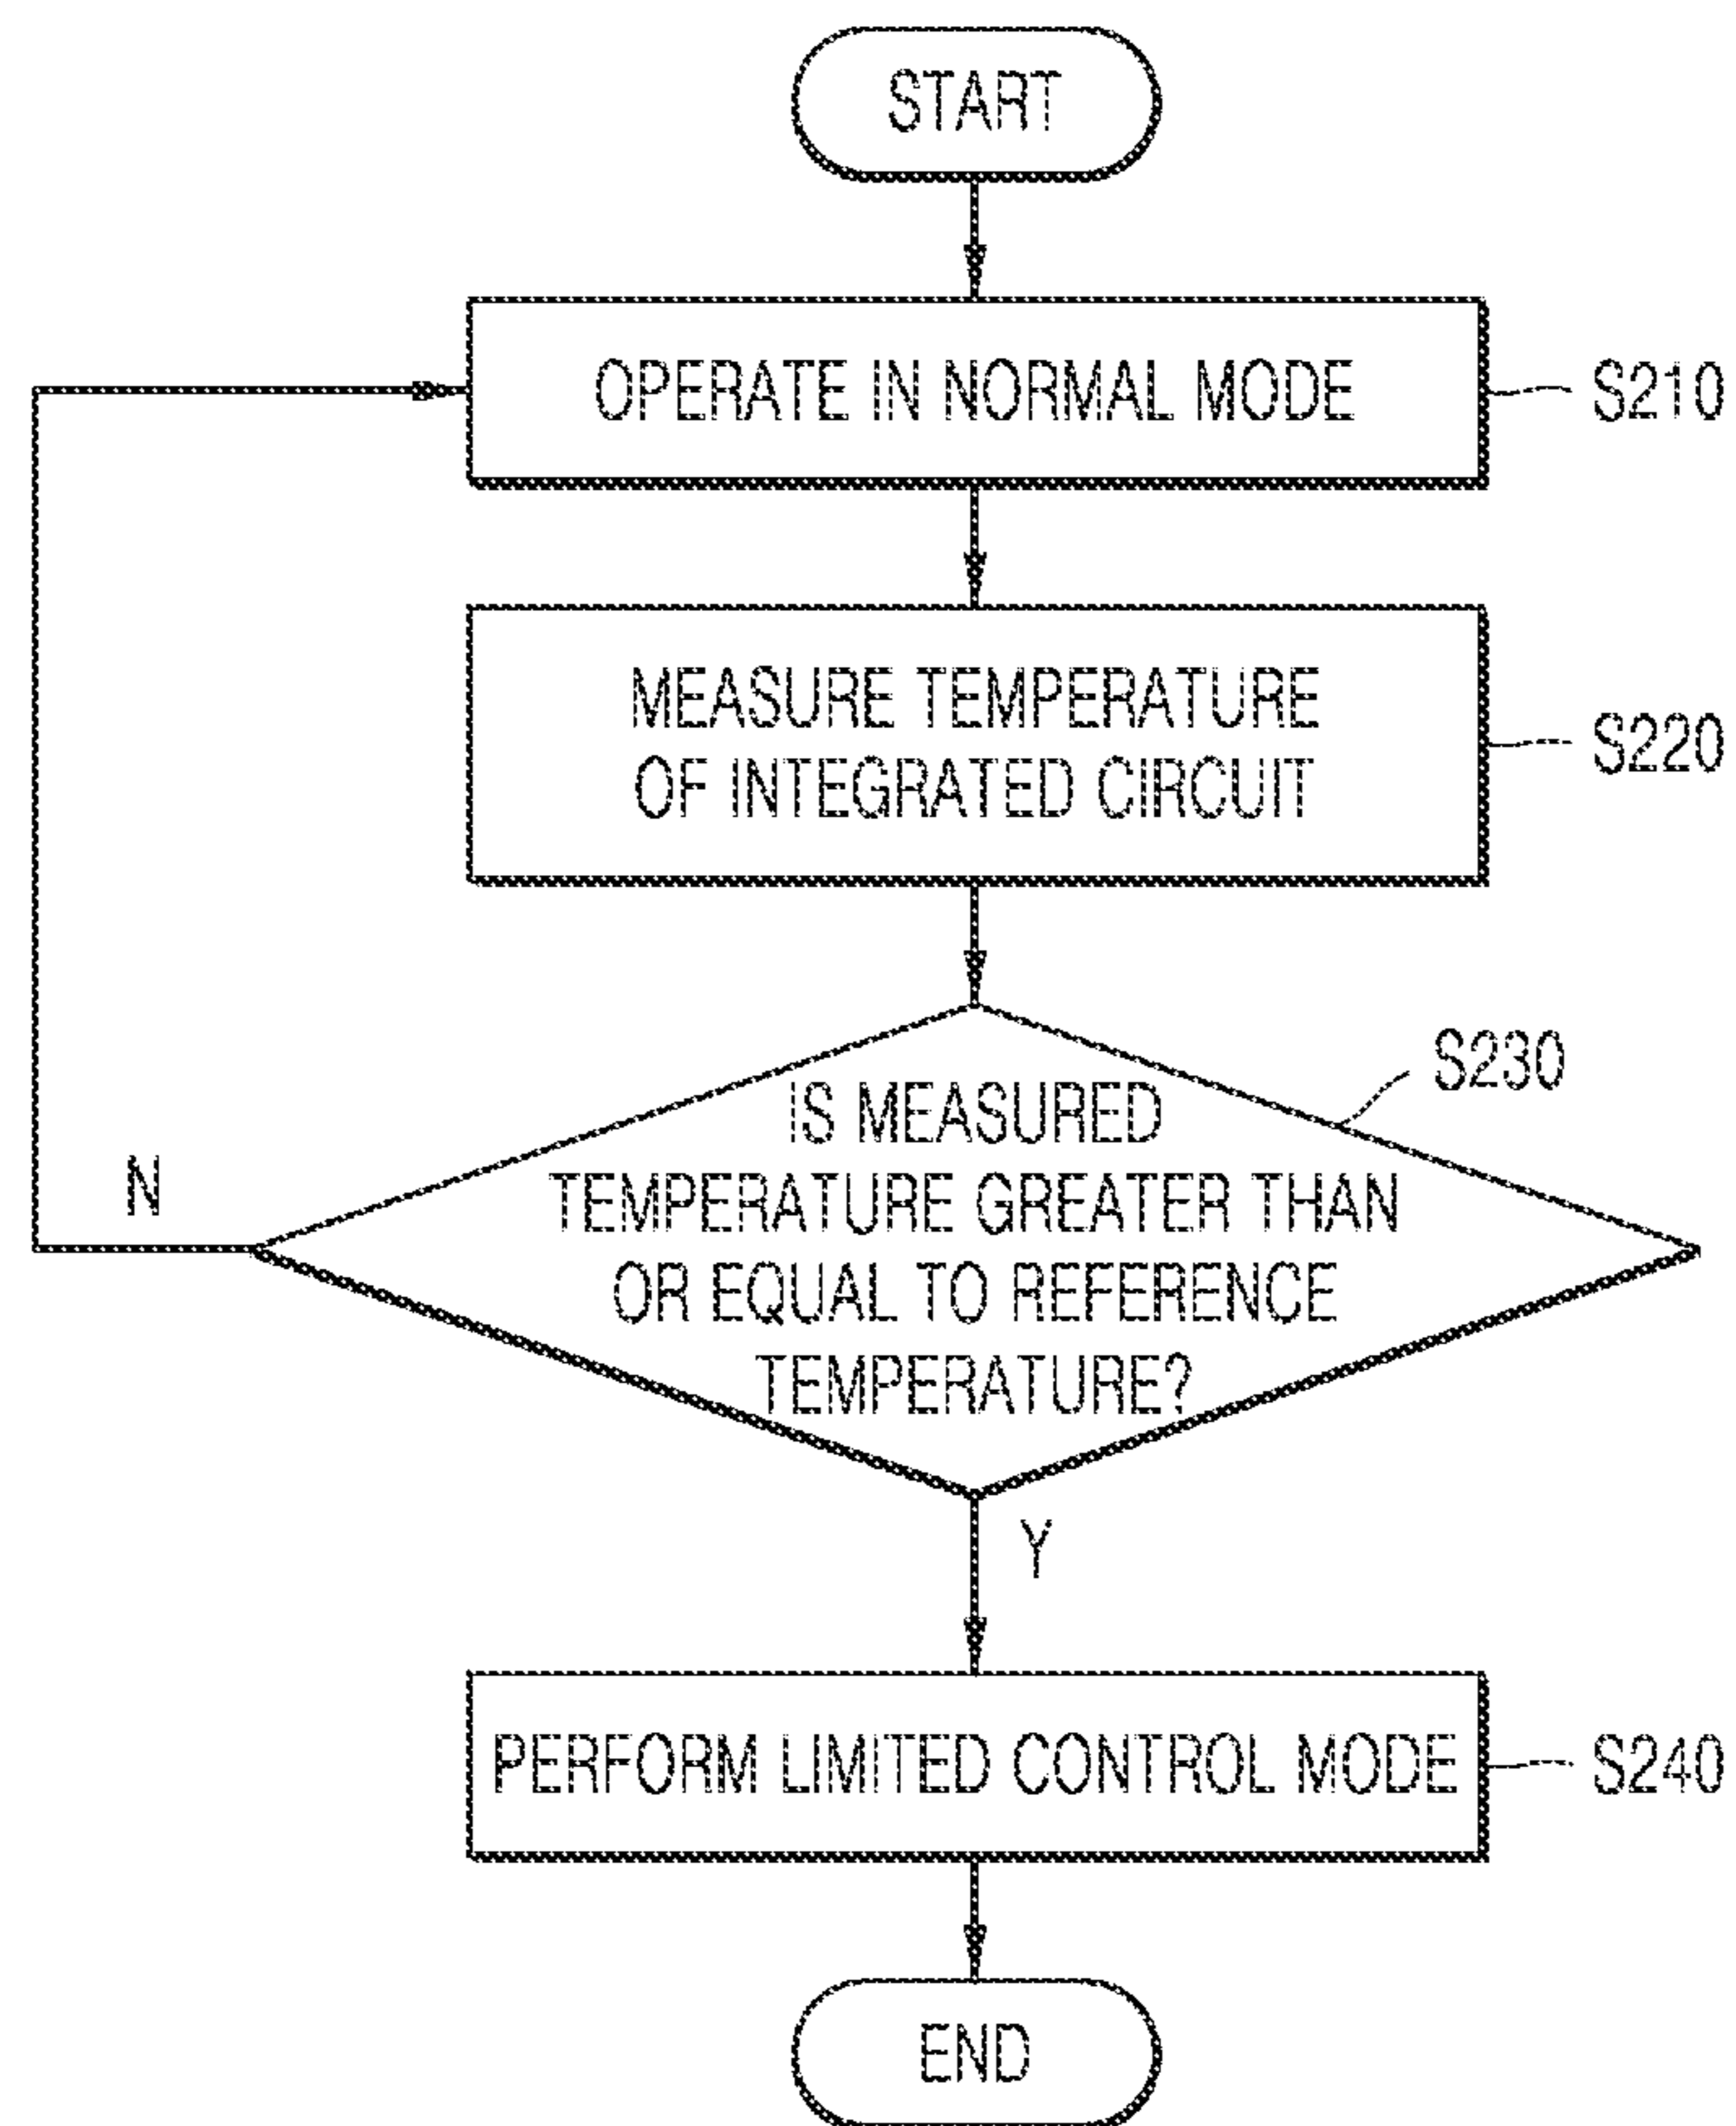 START
OPERATE IN NORMAL MODE
S210
MEASURE TEMPERATURE
OF INTEGRATED CIRCUIT
S220
S230
IS MEASURED
TEMPERATURE GREATER THAN
OR EQUAL TO REFERENCE
TEMPERATURE?
N
Y
PERFORM LIMITED CONTROL MODE
S240
END